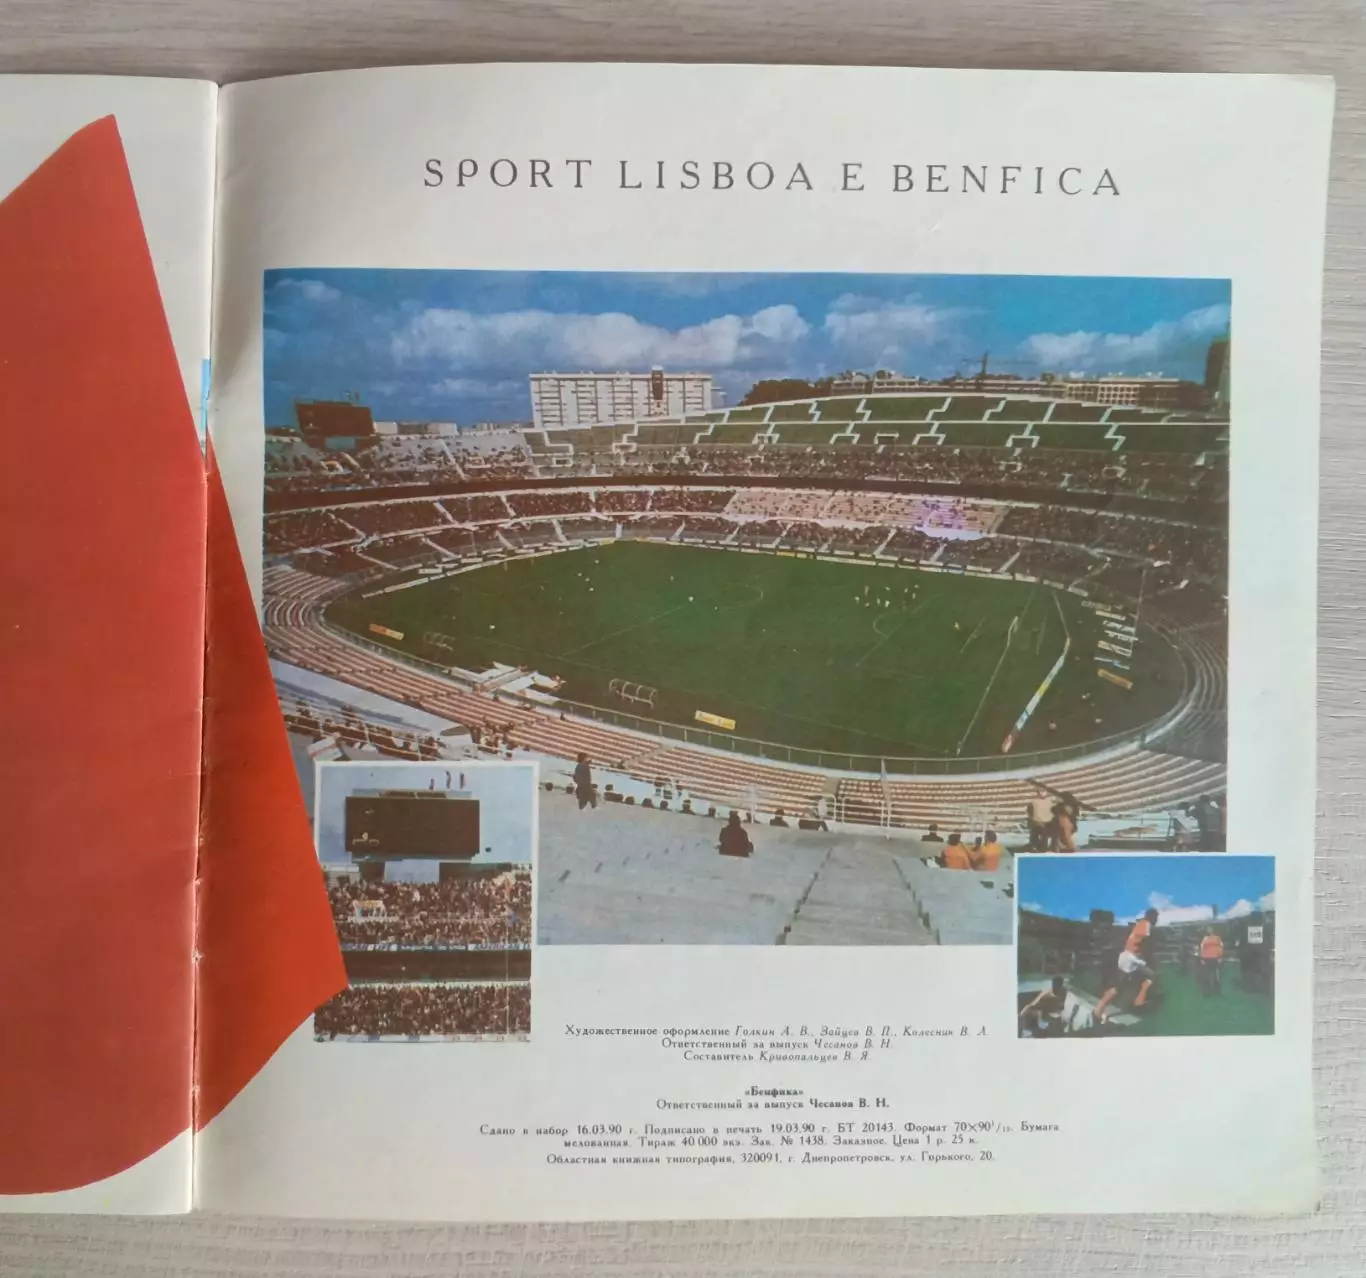 SPORT LISBOA E BENFICA
Художественное оформление Голкин А. В., Зайцев В. П., Колесник В. А.
Ответственный за выпуск Чесанов В. Н.
Составитель Кривопальцев В. Я.
«Бенфика»
Ответственный за выпуск Чесанов В. Н.
Сдано в набор 16.03.90 г. Подписано в печать 19.03.90 г. БТ 20143. Формат 70×90¹/₁₆. Бумага
мелованная. Тираж 40 000 экз. Зак. № 1438. Заказное. Цена 1 р. 25 к.
Областная книжная типография, 320091, г. Днепропетровск, ул. Горького, 20.